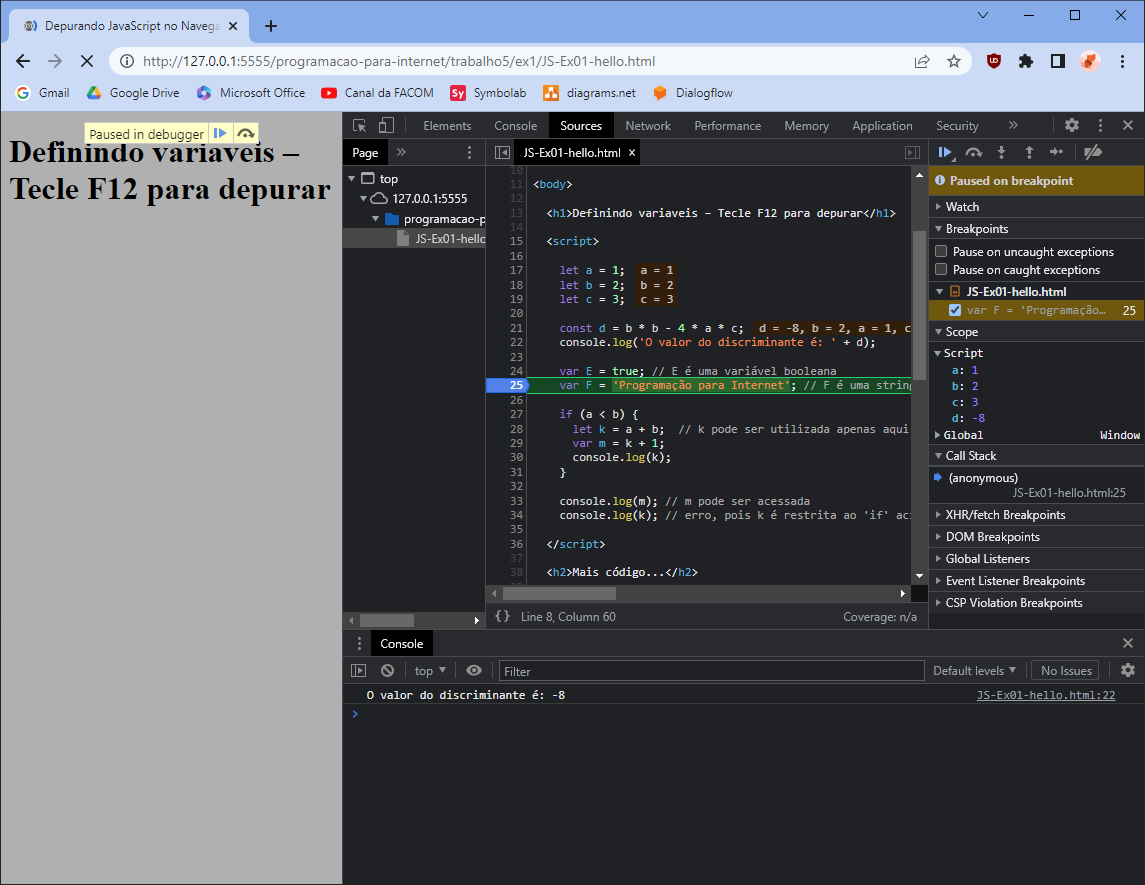 Depurando JavaScript no Navega
http://127.0.0.1:5555/programacao-para-internet/trabalho5/ex1/JS-Ex01-hello.html
Gmail
Google Drive
Microsoft Office
Canal da FACOM
Sy Symbolab
diagrams.net
Dialogflow
Paused in debugger
Definindo variaveis –
Tecle F12 para depurar
Elements Console Sources Network Performance Memory Application Security »
Page »
top
127.0.0.1:5555
programacao-p
JS-Ex01-hello
JS-Ex01-hello.html ×
10
11 <body>
12
13 <h1>Definindo variaveis – Tecle F12 para depurar</h1>
14
15 <script>
16
17 let a = 1; a = 1
18 let b = 2; b = 2
19 let c = 3; c = 3
20
21 const d = b * b - 4 * a * c; d = -8, b = 2, a = 1, c
22 console.log('O valor do discriminante é: ' + d);
23
24 var E = true; // E é uma variável booleana
25 var F = 'Programação para Internet'; // F é uma string
26
27 if (a < b) {
28 let k = a + b; // k pode ser utilizada apenas aqui
29 var m = k + 1;
30 console.log(k);
31 }
32
33 console.log(m); // m pode ser acessada
34 console.log(k); // erro, pois k é restrita ao 'if' aci
35
36 </script>
37
38 <h2>Mais código...</h2>
{} Line 8, Column 60 Coverage: n/a
Paused on breakpoint
Watch
Breakpoints
Pause on uncaught exceptions
Pause on caught exceptions
JS-Ex01-hello.html
var F = 'Programação… 25
Scope
Script
a: 1
b: 2
c: 3
d: -8
Global Window
Call Stack
(anonymous)
JS-Ex01-hello.html:25
XHR/fetch Breakpoints
DOM Breakpoints
Global Listeners
Event Listener Breakpoints
CSP Violation Breakpoints
Console
top Filter Default levels No Issues
O valor do discriminante é: -8 JS-Ex01-hello.html:22